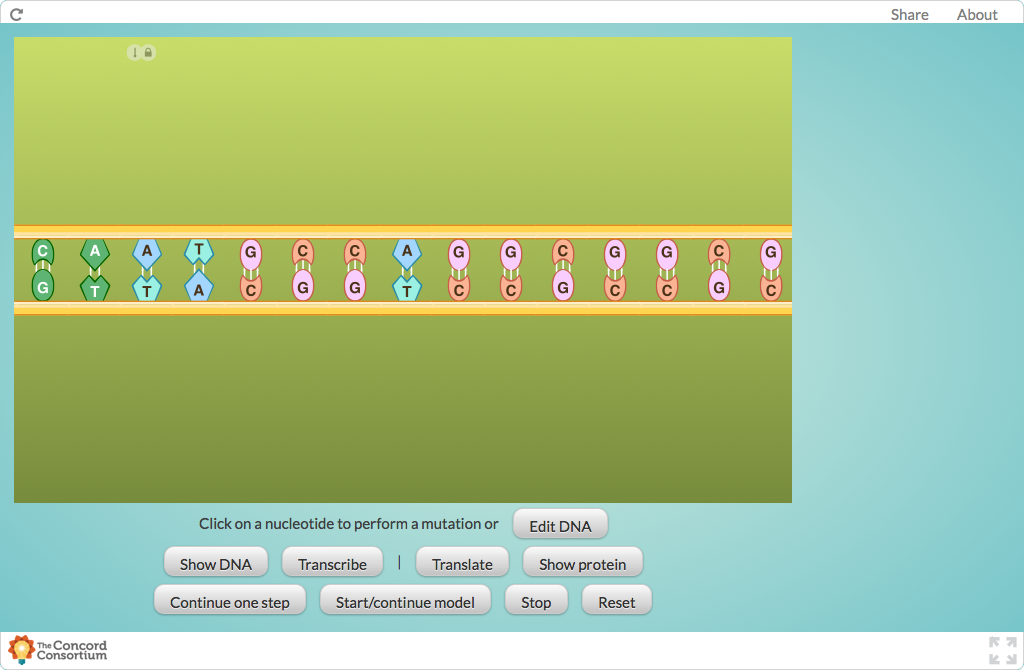 Share About
C A A T G C C A G G C G G C G
G T T A C G G T C C G C C G C
Click on a nucleotide to perform a mutation or Edit DNA
Show DNA Transcribe | Translate Show protein
Continue one step Start/continue model Stop Reset
The Concord
Consortium